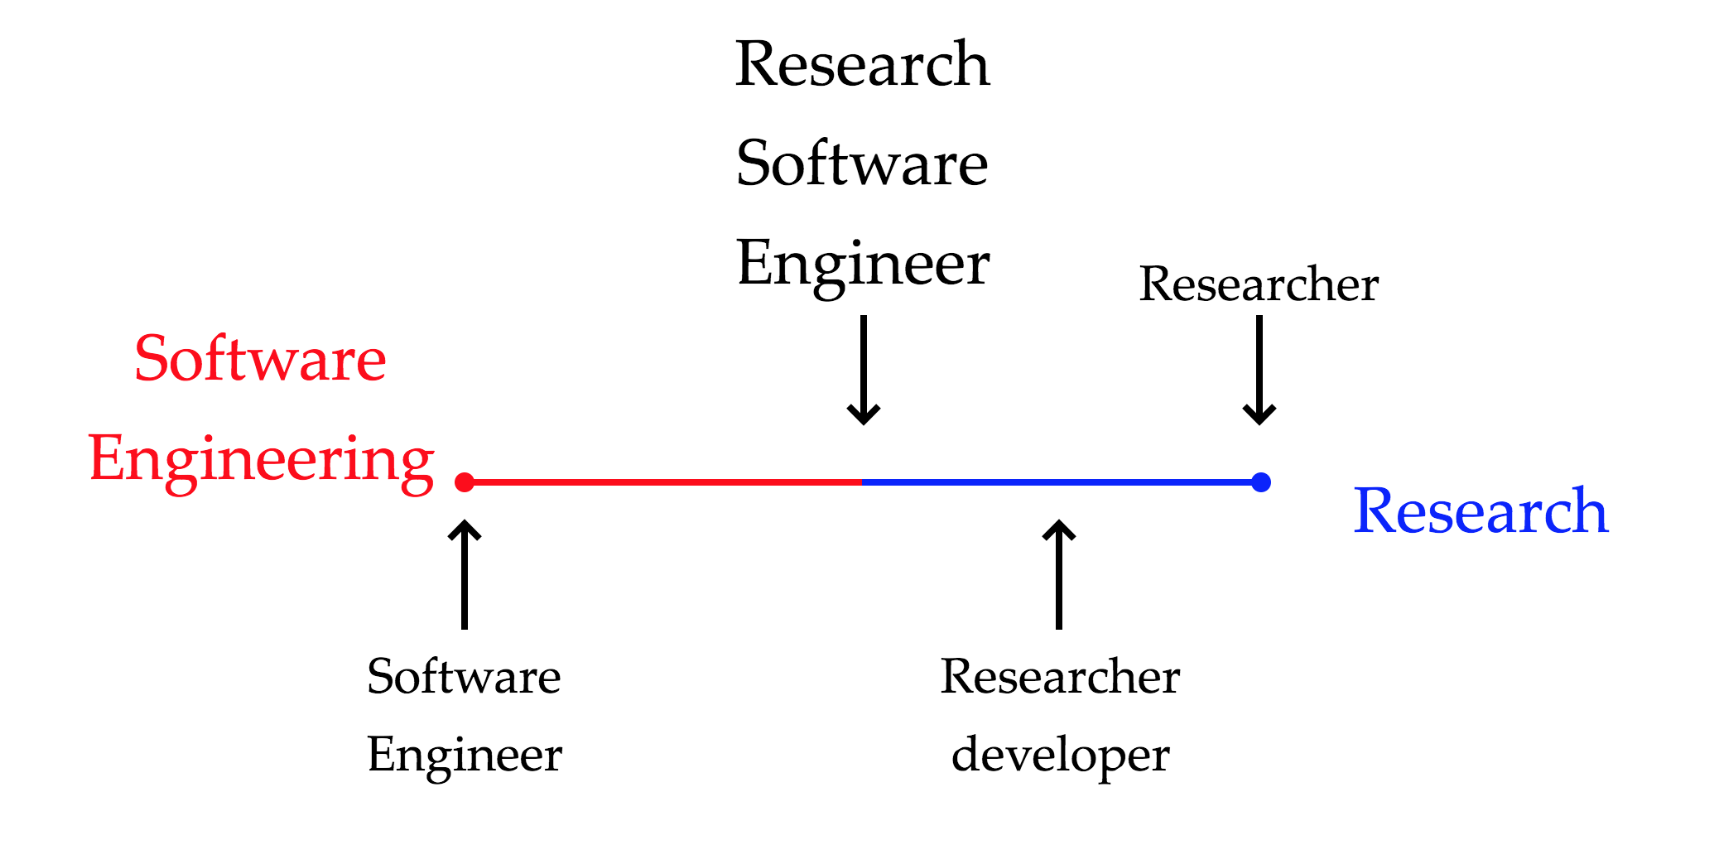 Research
Software
Engineer
Researcher
Software
Engineering
Research
Software
Engineer
Researcher
developer